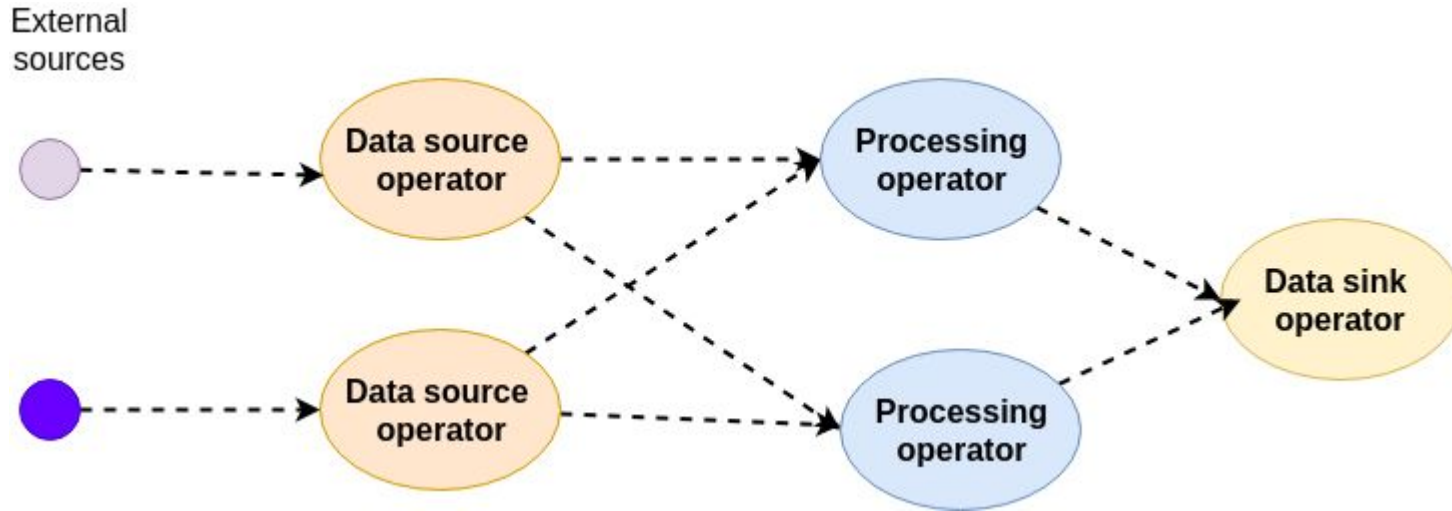 External
sources
Data source
operator
Processing
operator
Data sink
operator
Data source
operator
Processing
operator